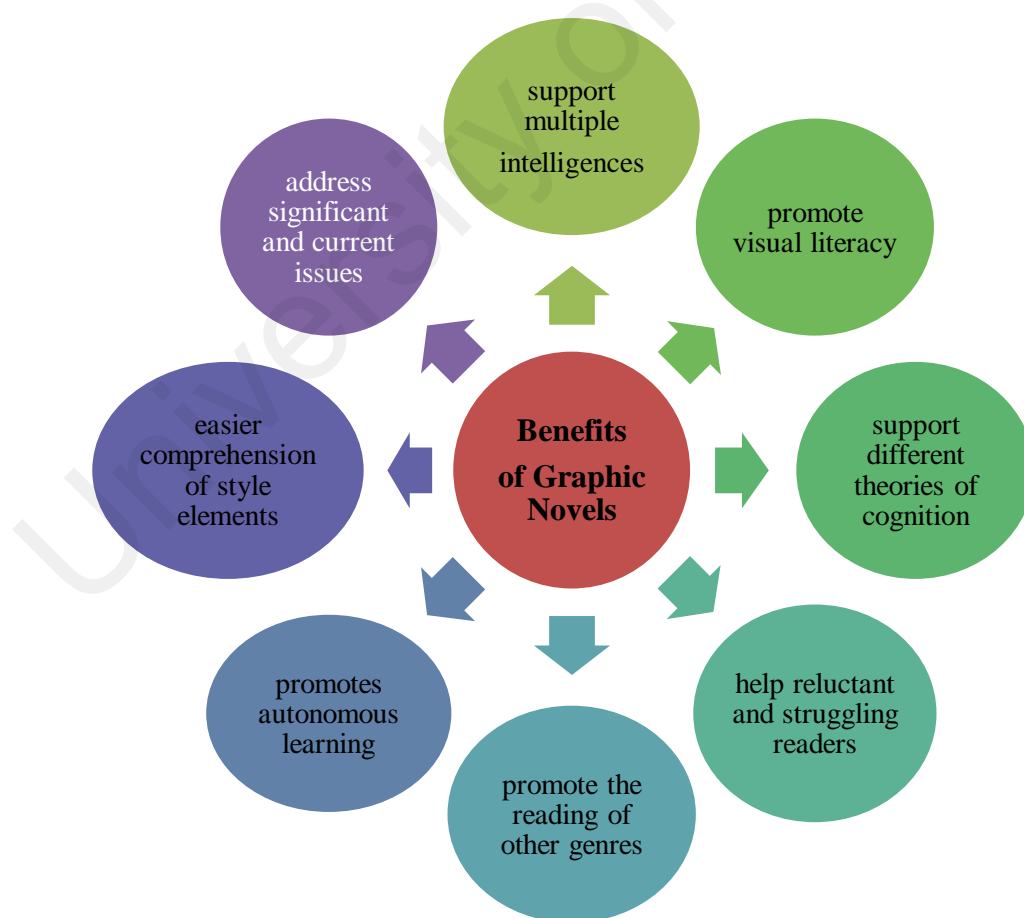 support
multiple
intelligences
promote
visual literacy
support
different
theories of
cognition
help reluctant
and struggling
readers
promote the
reading of
other genres
promotes
autonomous
learning
easier
comprehension
of style
elements
address
significant
and current
issues
Benefits
of Graphic
Novels
University of